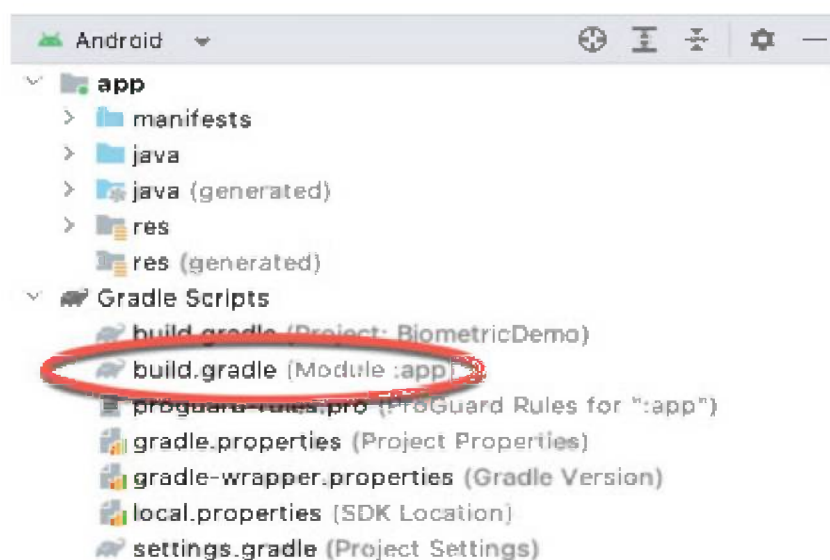 Android
app
manifests
java
java (generated)
res
res (generated)
Gradle Scripts
build.gradle (Project: BiometricDemo)
build.gradle (Module :app)
proguard-rules.pro (ProGuard Rules for ":app")
gradle.properties (Project Properties)
gradle-wrapper.properties (Gradle Version)
local.properties (SDK Location)
settings.gradle (Project Settings)